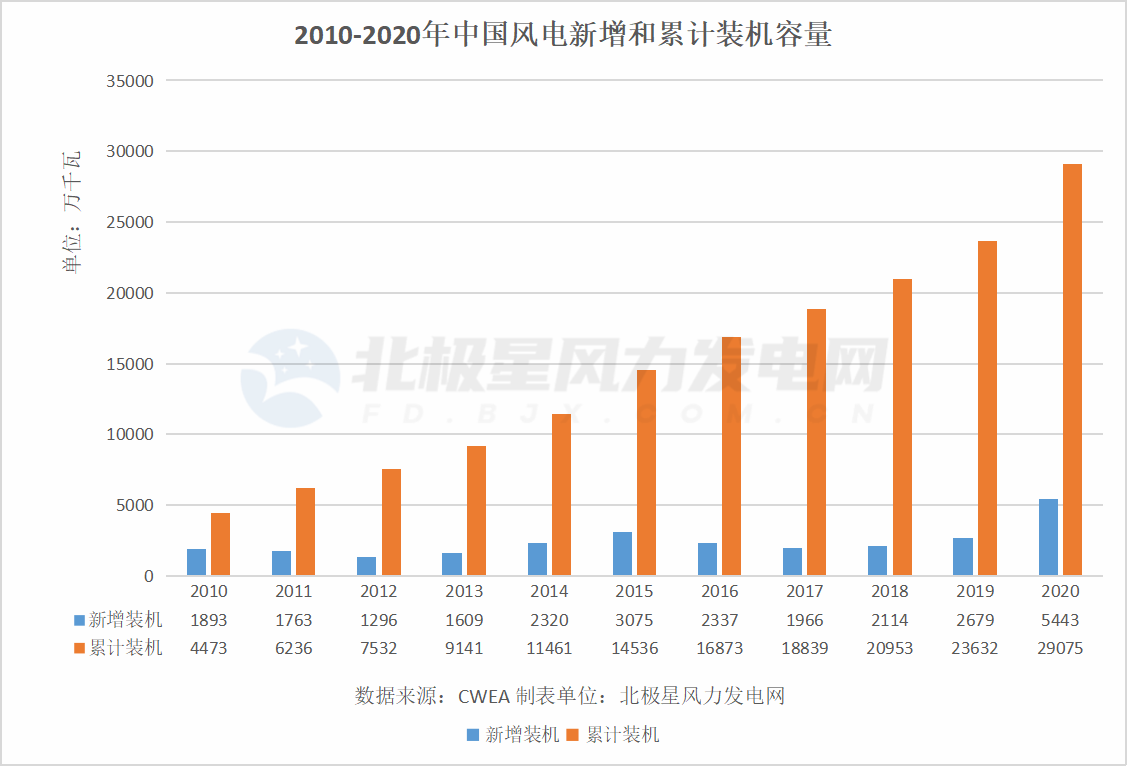 2010-2020年中国风电新增和累计装机容量
35000
30000
25000
20000
15000
10000
5000
0
单位：万千瓦
北极星风力发电网
FD.BJX.COM.CN
2010 2011 2012 2013 2014 2015 2016 2017 2018 2019 2020
新增装机 1893 1763 1296 1609 2320 3075 2337 1966 2114 2679 5443
累计装机 4473 6236 7532 9141 11461 14536 16873 18839 20953 23632 29075
数据来源：CWEA 制表单位：北极星风力发电网
新增装机 累计装机